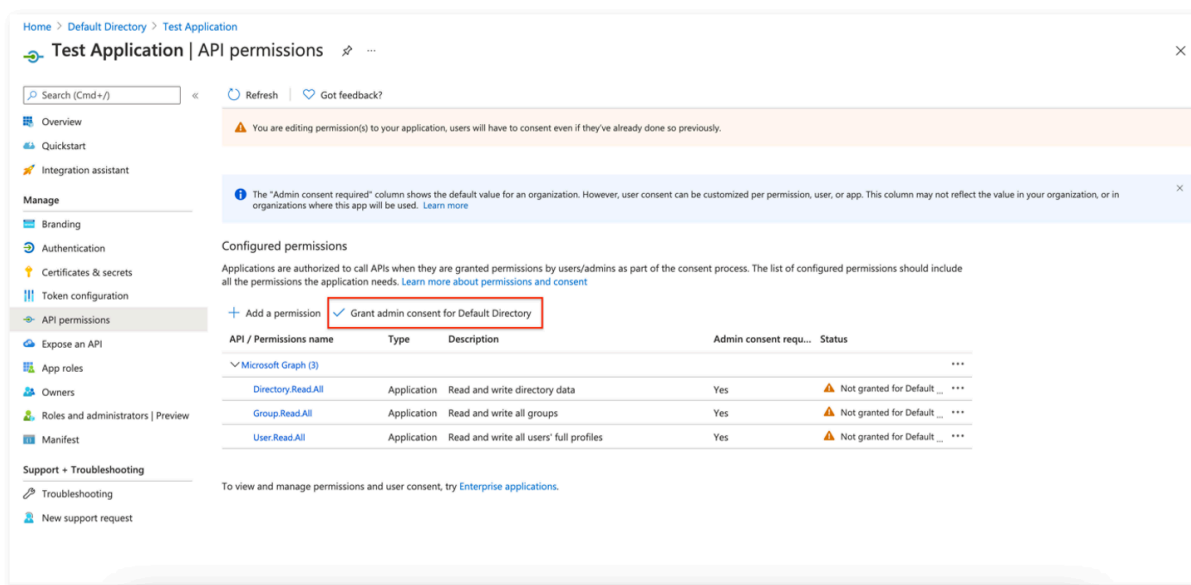 Home > Default Directory > Test Application
Test Application | API permissions
Search (Cmd+/)
«
Refresh
Got feedback?
Overview
You are editing permission(s) to your application, users will have to consent even if they've already done so previously.
Quickstart
Integration assistant
The "Admin consent required" column shows the default value for an organization. However, user consent can be customized per permission, user, or app. This column may not reflect the value in your organization, or in
organizations where this app will be used. Learn more
Manage
Branding
Authentication
Certificates & secrets
Token configuration
API permissions
Expose an API
App roles
Owners
Roles and administrators | Preview
Manifest
Support + Troubleshooting
Troubleshooting
New support request
Configured permissions
Applications are authorized to call APIs when they are granted permissions by users/admins as part of the consent process. The list of configured permissions should include
all the permissions the application needs. Learn more about permissions and consent
+ Add a permission ✓ Grant admin consent for Default Directory
API / Permissions name Type Description Admin consent requ... Status
Microsoft Graph (3) ...
Directory.Read.All Application Read and write directory data Yes Not granted for Default ... ...
Group.Read.All Application Read and write all groups Yes Not granted for Default ... ...
User.Read.All Application Read and write all users' full profiles Yes Not granted for Default ... ...
To view and manage permissions and user consent, try Enterprise applications.